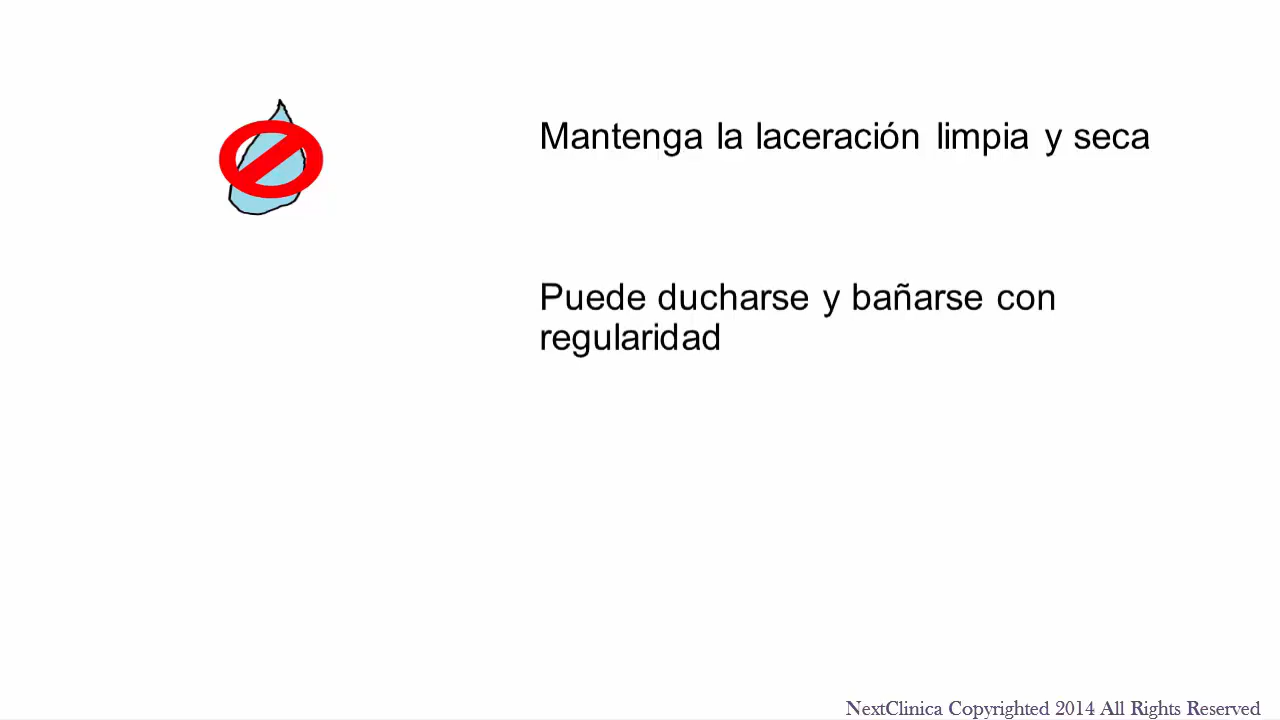 Mantenga la laceración limpia y seca
Puede ducharse y bañarse con
regularidad
NextClinica Copyrighted 2014 All Rights Reserved